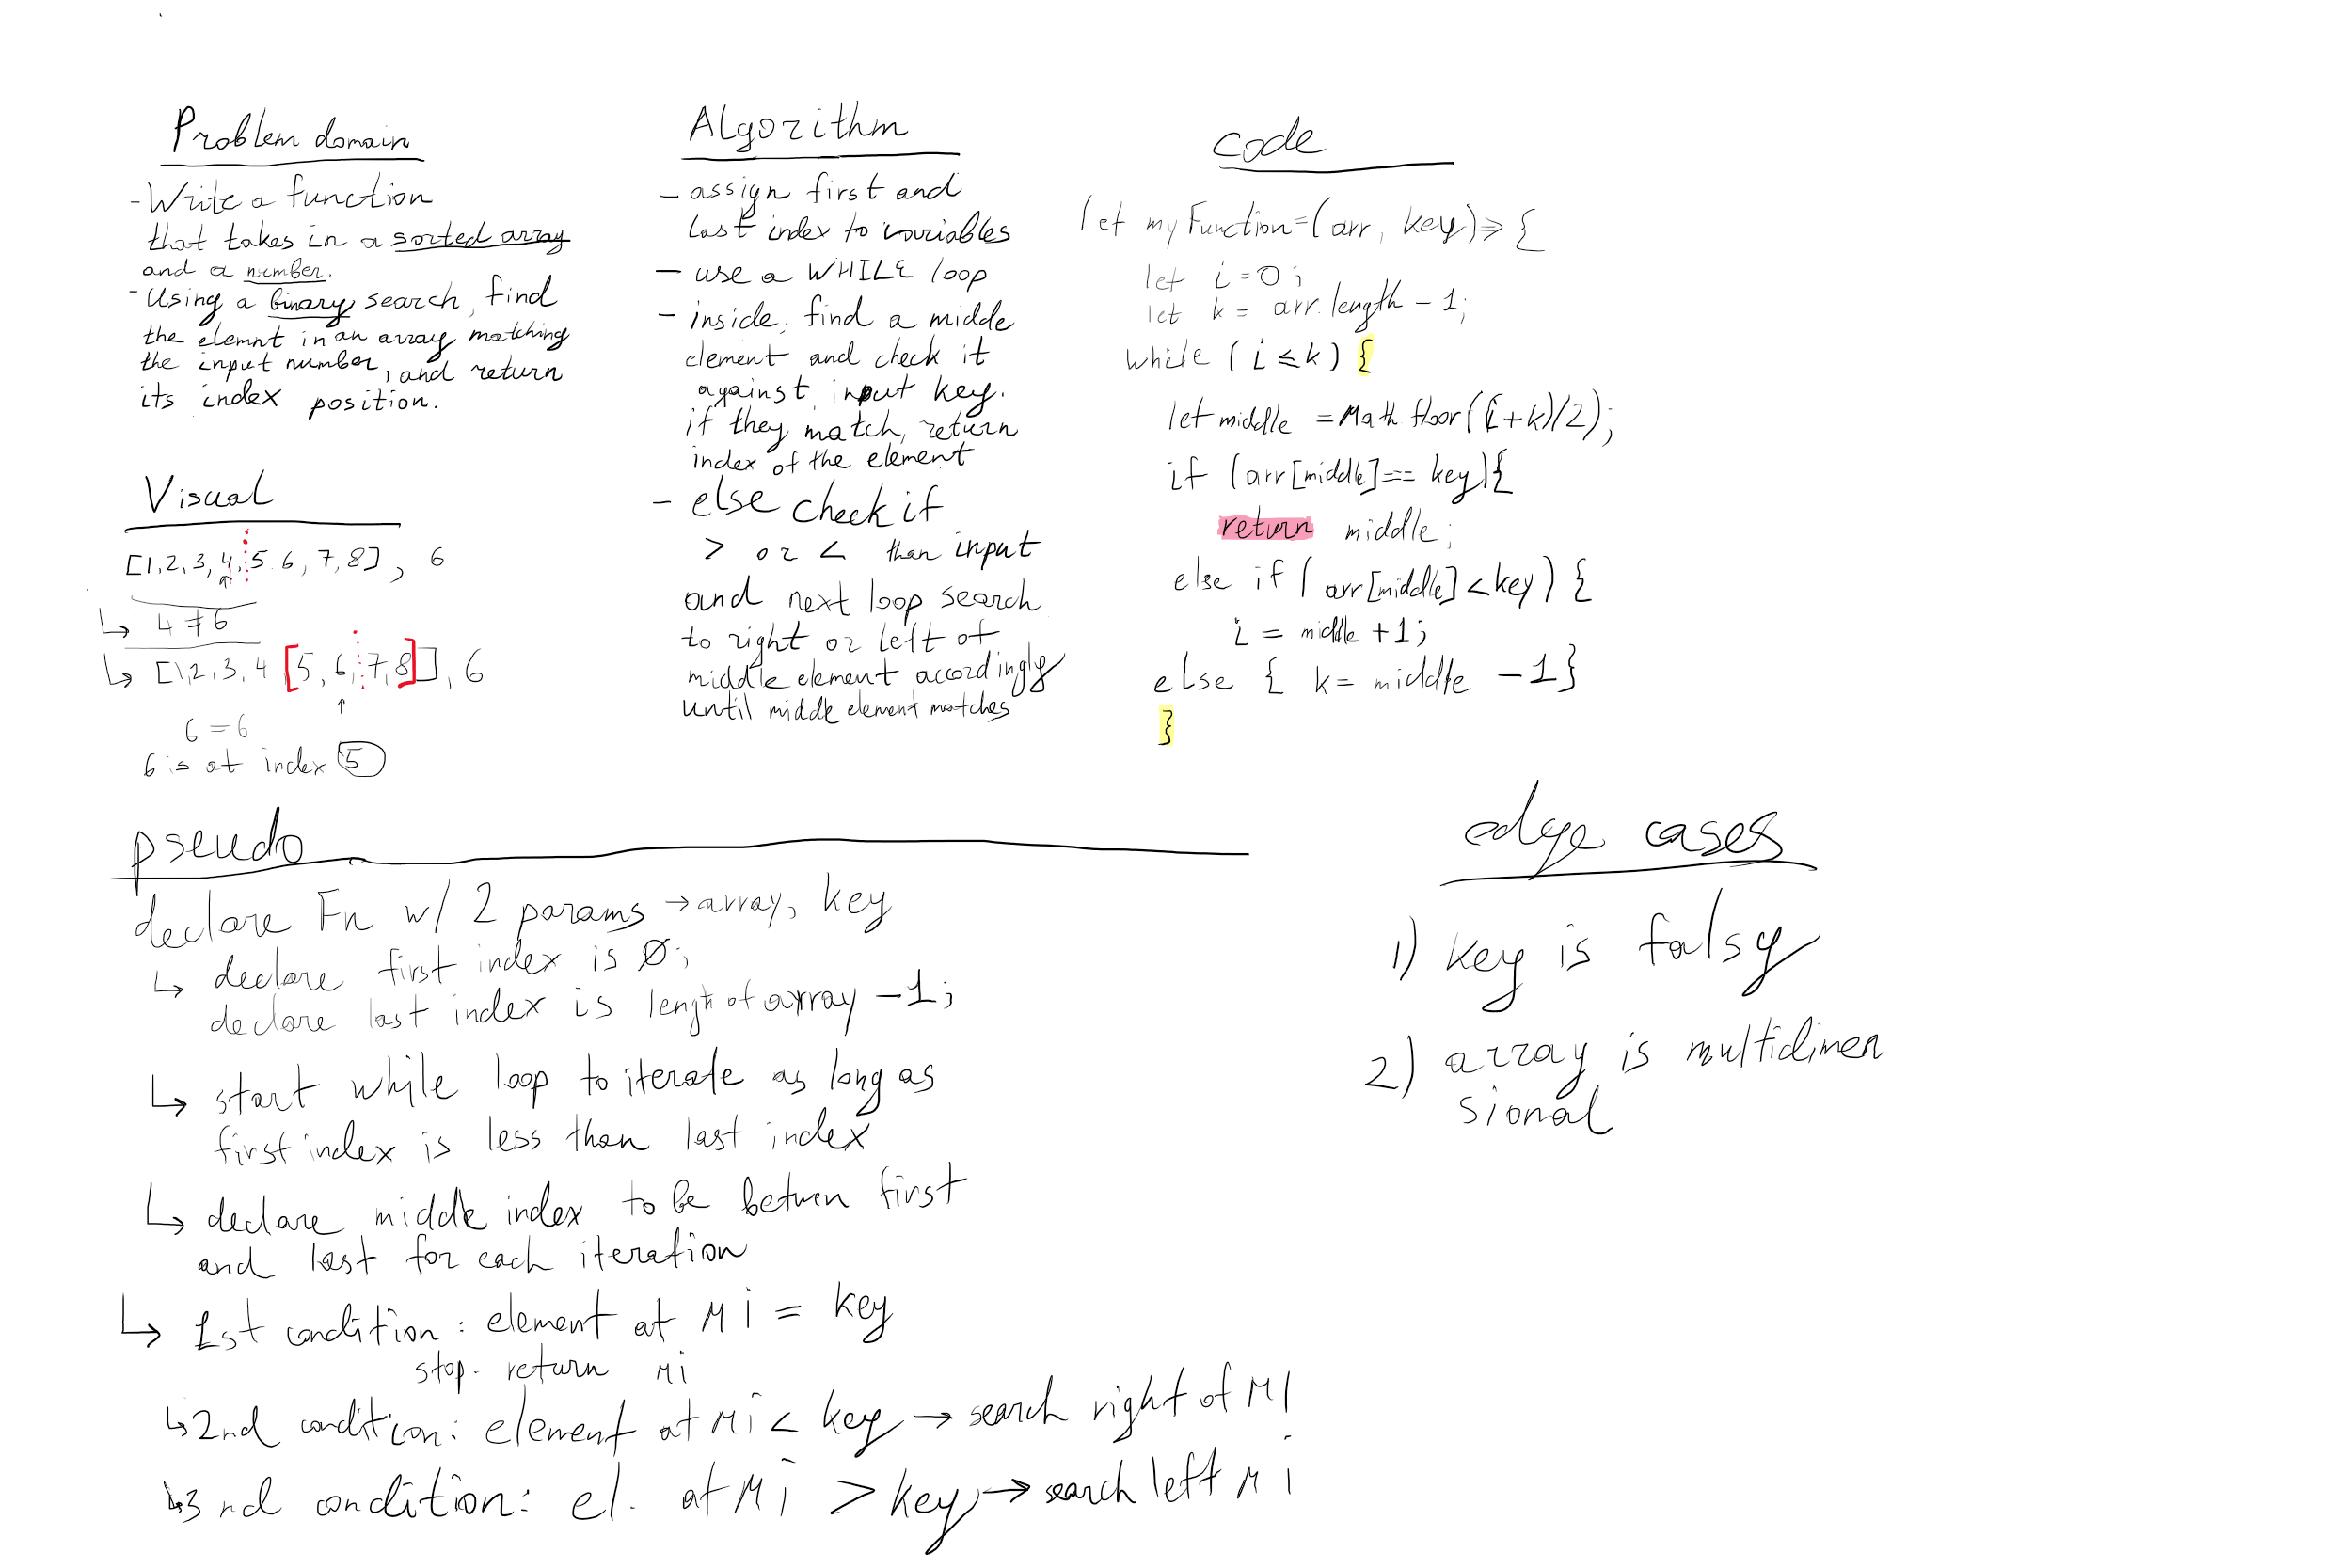 Problem domain
- Write a function
that takes in a sorted array
and a number.
- Using a binary search, find
the elemnt in an array matching
the input number, and return
its index position.
Visual
[1,2,3,4,5.6,7,8], 6
↳ 4≠6
↳ [1,2,3,4[5,6,7,8]], 6
↑
6=6
6 is at index 5
Algorithm
- assign first and
last index to variables
- use a WHILE loop
- inside, find a midde
element and check it
against input key.
if they match, return
index of the element
- else check if
> or < than input
and next loop search
to right or left of
middle element accordingly
until middle element matches
code
let myFunction=(arr, key)=> {
let i=0;
let k = arr.length - 1;
while (i≤k) {
let middle = Math.floor((i+k)/2);
if (arr[middle]=== key){
return middle;
else if (arr[middle]<key) {
i = middle +1;
else { k= middle -1}
}
pseudo
declare Fn w/ 2 params → array, key
↳ declare first index is Ø;
declare last index is lengh of array -1;
↳ start while loop to iterate as long as
first index is less than last index
↳ declare middle index to be betwen first
and last for each iteration
↳ 1st condition: element at Mi = key
stop. return Mi
↳ 2nd condition: element at Mi < key → search right of MI
↳ 3nd condition: el. at Mi > key → search left Mi
edge cases
1) key is falsy
2) array is multidimen
sional